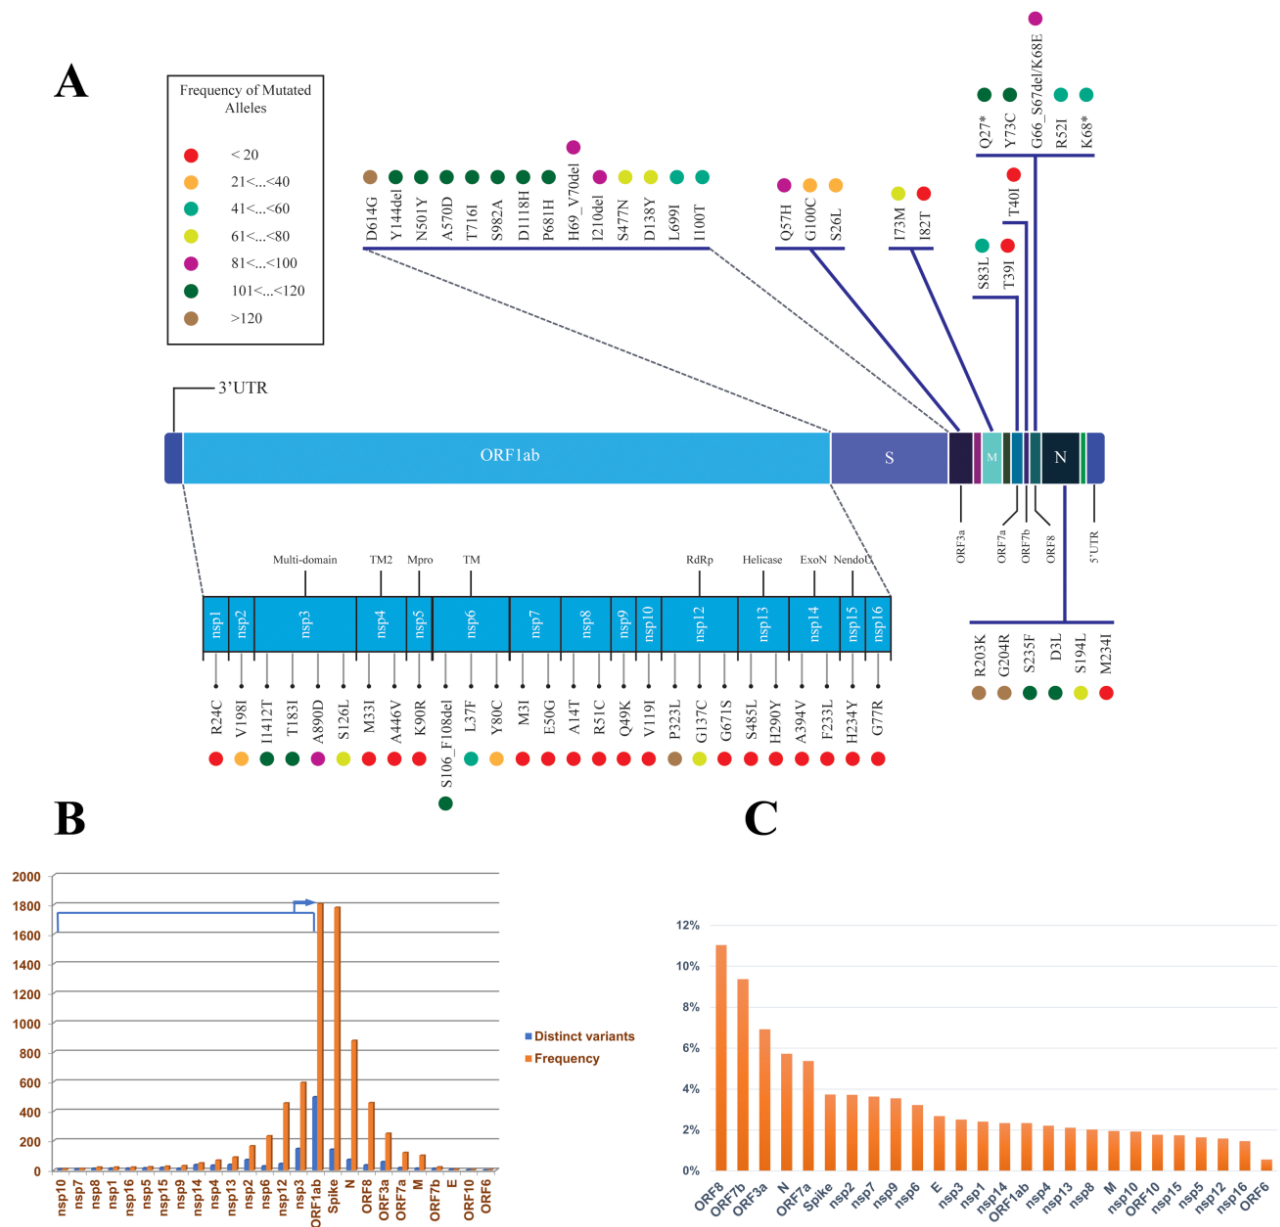 A
Frequency of Mutated
Alleles
< 20
21<...<40
41<...<60
61<...<80
81<...<100
101<...<120
>120
D614G
Y144del
N501Y
A570D
T716I
S982A
D1118H
P681H
H69_V70del
I210del
S477N
D138Y
L699I
I100T
Q57H
G100C
S26L
I73M
I82T
S83L
T39I
T40I
Q27*
Y73C
G66_S67del/K68E
R52I
K68*
3'UTR
ORF1ab
S
M
N
ORF3a
ORF7a
ORF7b
ORF8
5'UTR
Multi-domain
TM2
Mpro
TM
RdRp
Helicase
ExoN
NendoU
nsp1
nsp2
nsp3
nsp4
nsp5
nsp6
nsp7
nsp8
nsp9
nsp10
nsp12
nsp13
nsp14
nsp15
nsp16
R24C
V198I
I1412T
T183I
A890D
S126L
M33I
A446V
K90R
S106_F108del
L37F
Y80C
M3I
E50G
A14T
R51C
Q49K
V119I
P323L
G137C
G671S
S485L
H290Y
A394V
F233L
H234Y
G77R
R203K
G204R
S235F
D3L
S194L
M234I
B
2000
1800
1600
1400
1200
1000
800
600
400
200
0
nsp10
nsp7
nsp8
nsp1
nsp16
nsp5
nsp15
nsp9
nsp14
nsp4
nsp13
nsp2
nsp6
nsp12
nsp3
ORF1ab
Spike
N
ORF8
ORF3a
ORF7a
M
ORF7b
E
ORF10
ORF6
Distinct variants
Frequency
C
12%
10%
8%
6%
4%
2%
0%
ORF8
ORF7b
ORF3a
N
ORF7a
Spike
nsp2
nsp7
nsp9
nsp6
E
nsp3
nsp1
nsp14
ORF1ab
nsp4
nsp13
nsp8
M
nsp10
ORF10
nsp15
nsp5
nsp12
nsp16
ORF6